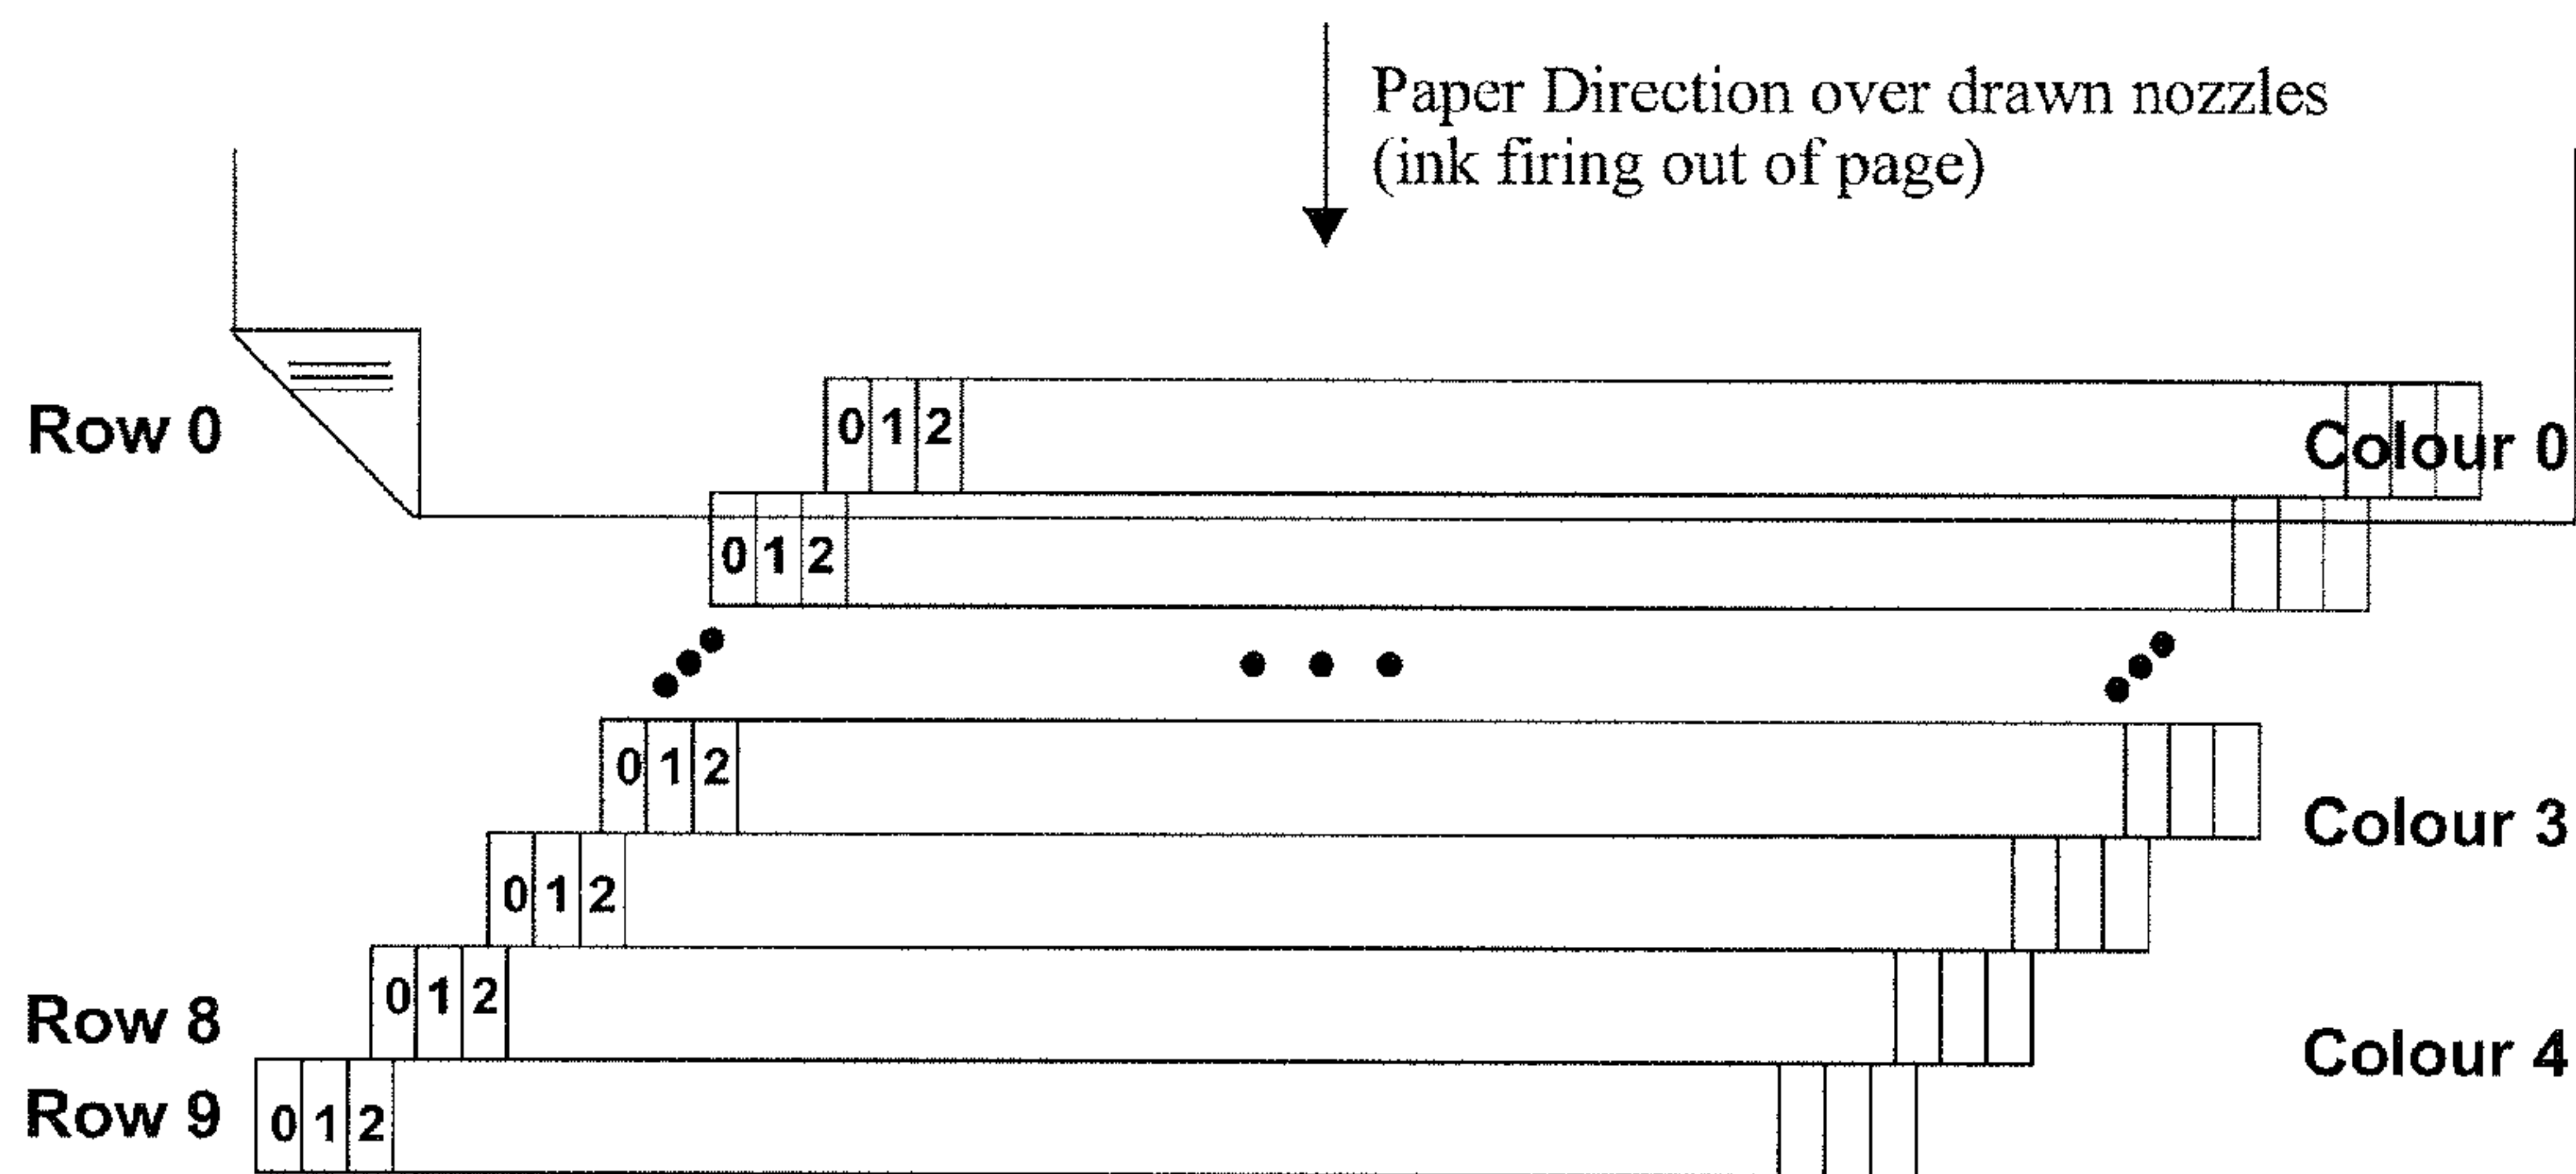 Paper Direction over drawn nozzles
(ink firing out of page)
Row 0
0 1 2
Colour 0
0 1 2
0 1 2
Colour 3
0 1 2
Row 8
0 1 2
Colour 4
Row 9
0 1 2